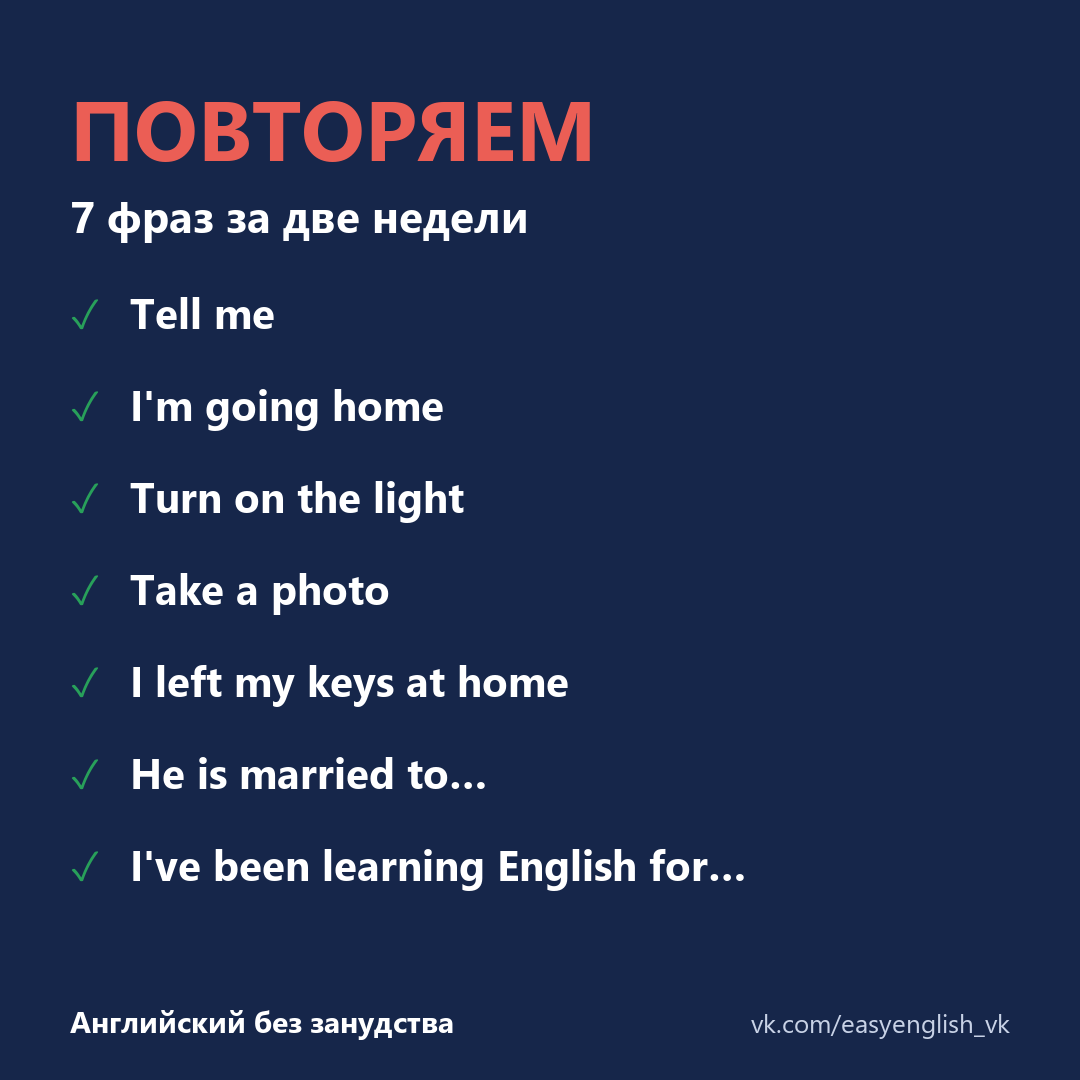 ПОВТОРЯЕМ
7 фраз за две недели
✓ Tell me
✓ I'm going home
✓ Turn on the light
✓ Take a photo
✓ I left my keys at home
✓ He is married to...
✓ I've been learning English for...
Английский без занудства
vk.com/easyenglish_vk